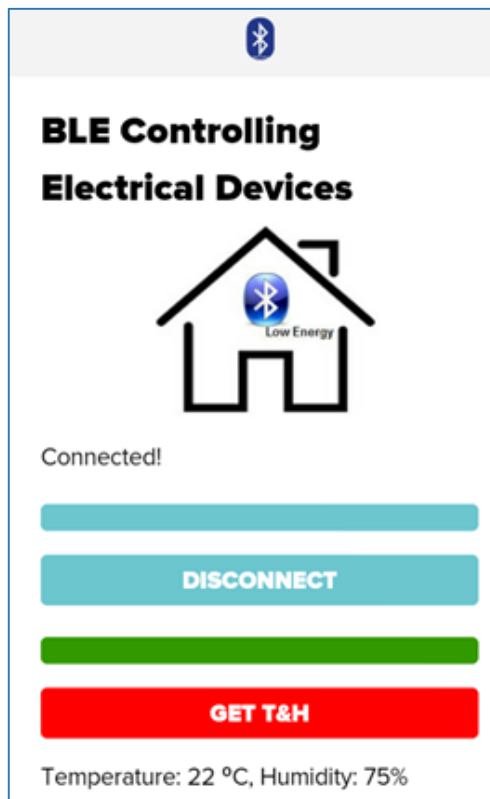 BLE Controlling
Electrical Devices
Low Energy
Connected!
DISCONNECT
GET T&H
Temperature: 22 ºC, Humidity: 75%